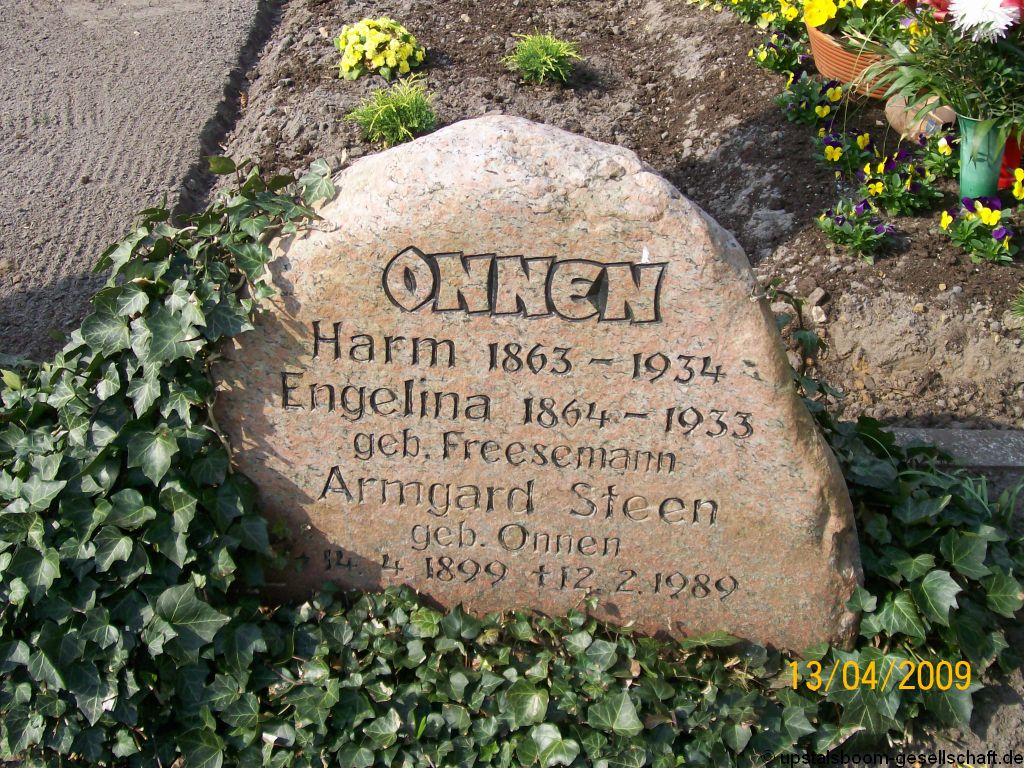 ONNEN
Harm 1863 – 1934
Engelina 1864 – 1933
geb. Freesemann
Armgard Steen
geb. Onnen
* 14. 4. 1899 † 12. 2. 1989
13/04/2009
© upstalsboom-gesellschaft.de